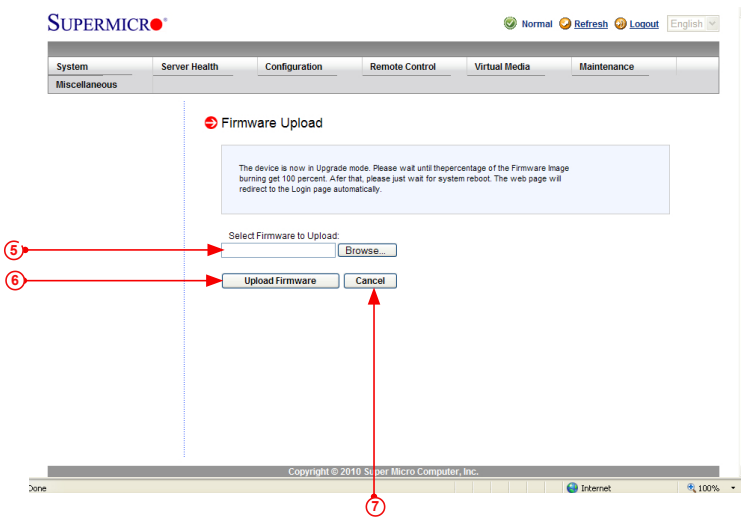 SUPERMICRO
Normal Refresh Logout English
System Server Health Configuration Remote Control Virtual Media Maintenance
Miscellaneous
Firmware Upload
The device is now in Upgrade mode. Please wait until thepercentage of the Firmware Image
burning get 100 percent. Afer that, please just wait for system reboot. The web page will
redirect to the Login page automatically.
Select Firmware to Upload:
5
Browse...
6
Upload Firmware Cancel
Copyright © 2010 Super Micro Computer, Inc.
Done Internet 100%
7